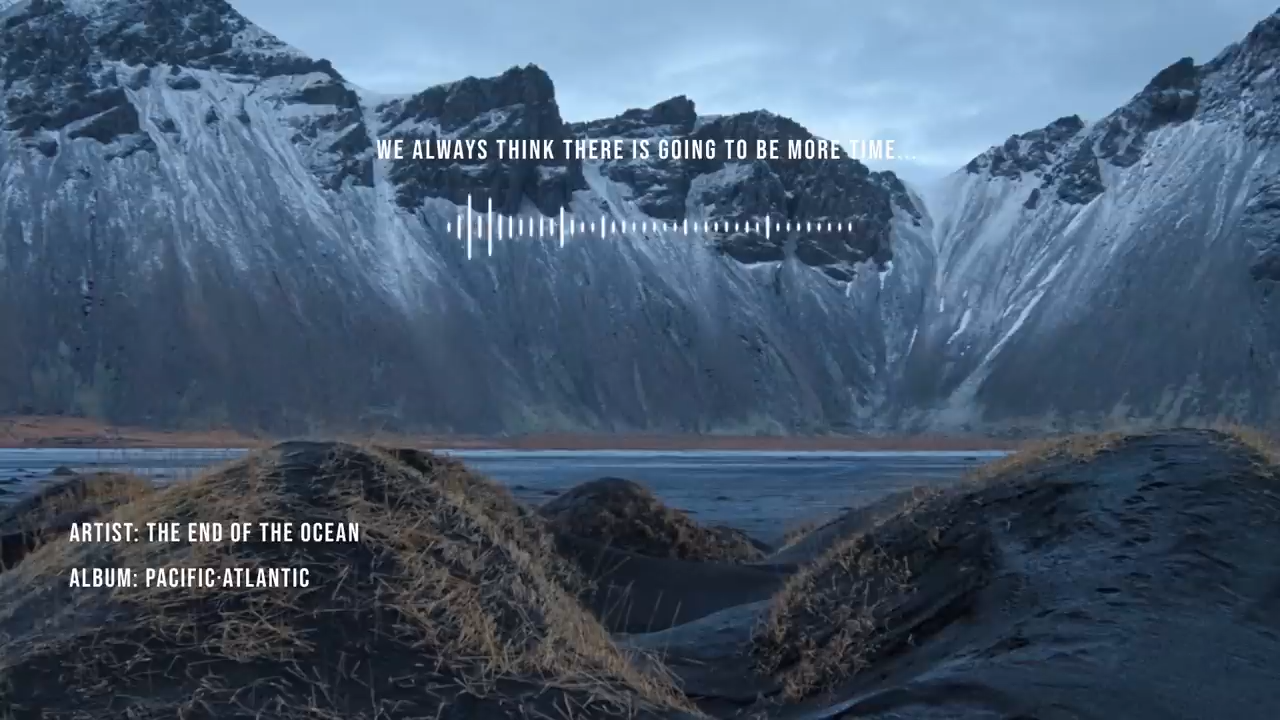 WE ALWAYS THINK THERE IS GOING TO BE MORE TIME...
ARTIST: THE END OF THE OCEAN
ALBUM: PACIFIC·ATLANTIC